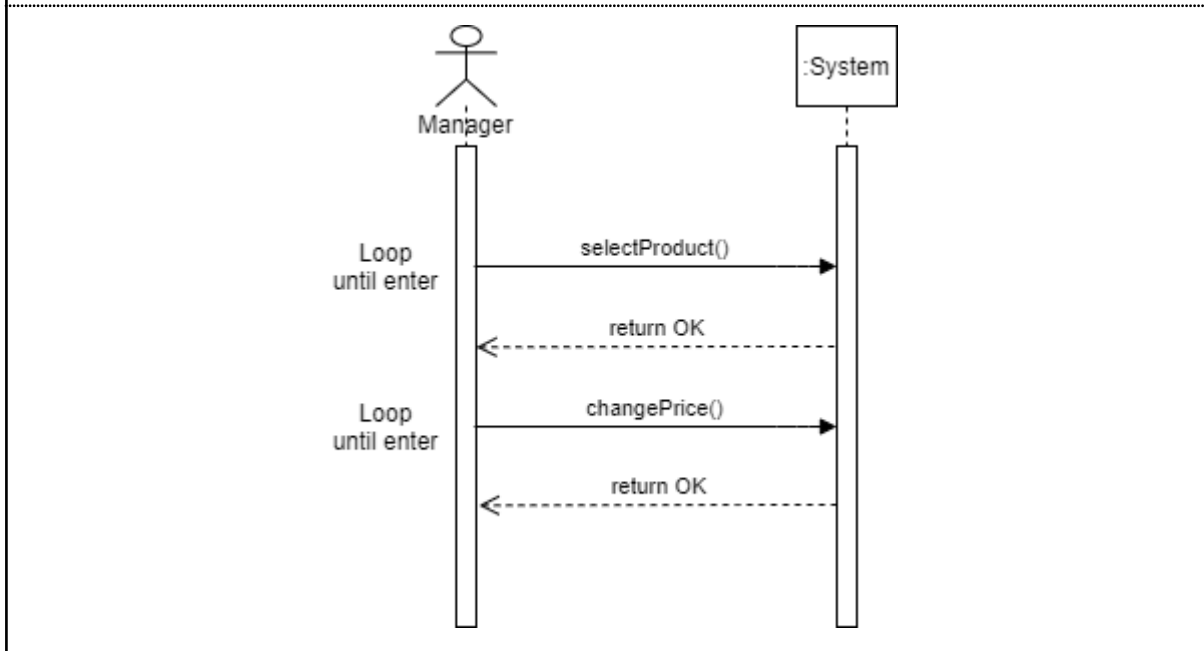 :System
Manager
Loop
until enter
selectProduct()
return OK
Loop
until enter
changePrice()
return OK